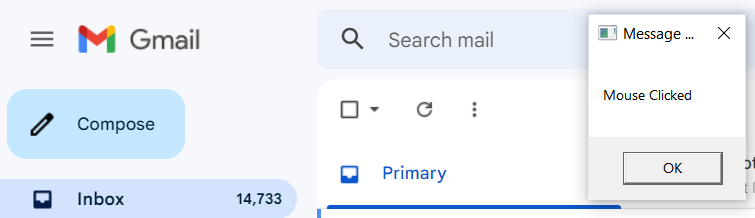 Gmail
Search mail
Message ...
Mouse Clicked
Compose
OK
Primary
Inbox 14,733